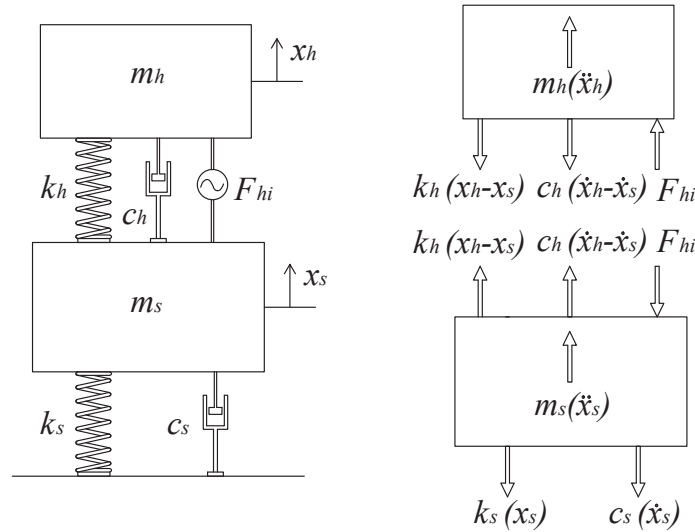 mh
xh
kh
ch
Fhi
ms
xs
ks
cs
mh(ẍh)
kh(xh-xs) ch(ẋh-ẋs) Fhi
kh(xh-xs) ch(ẋh-ẋs) Fhi
ms(ẍs)
ks(xs) cs(ẋs)